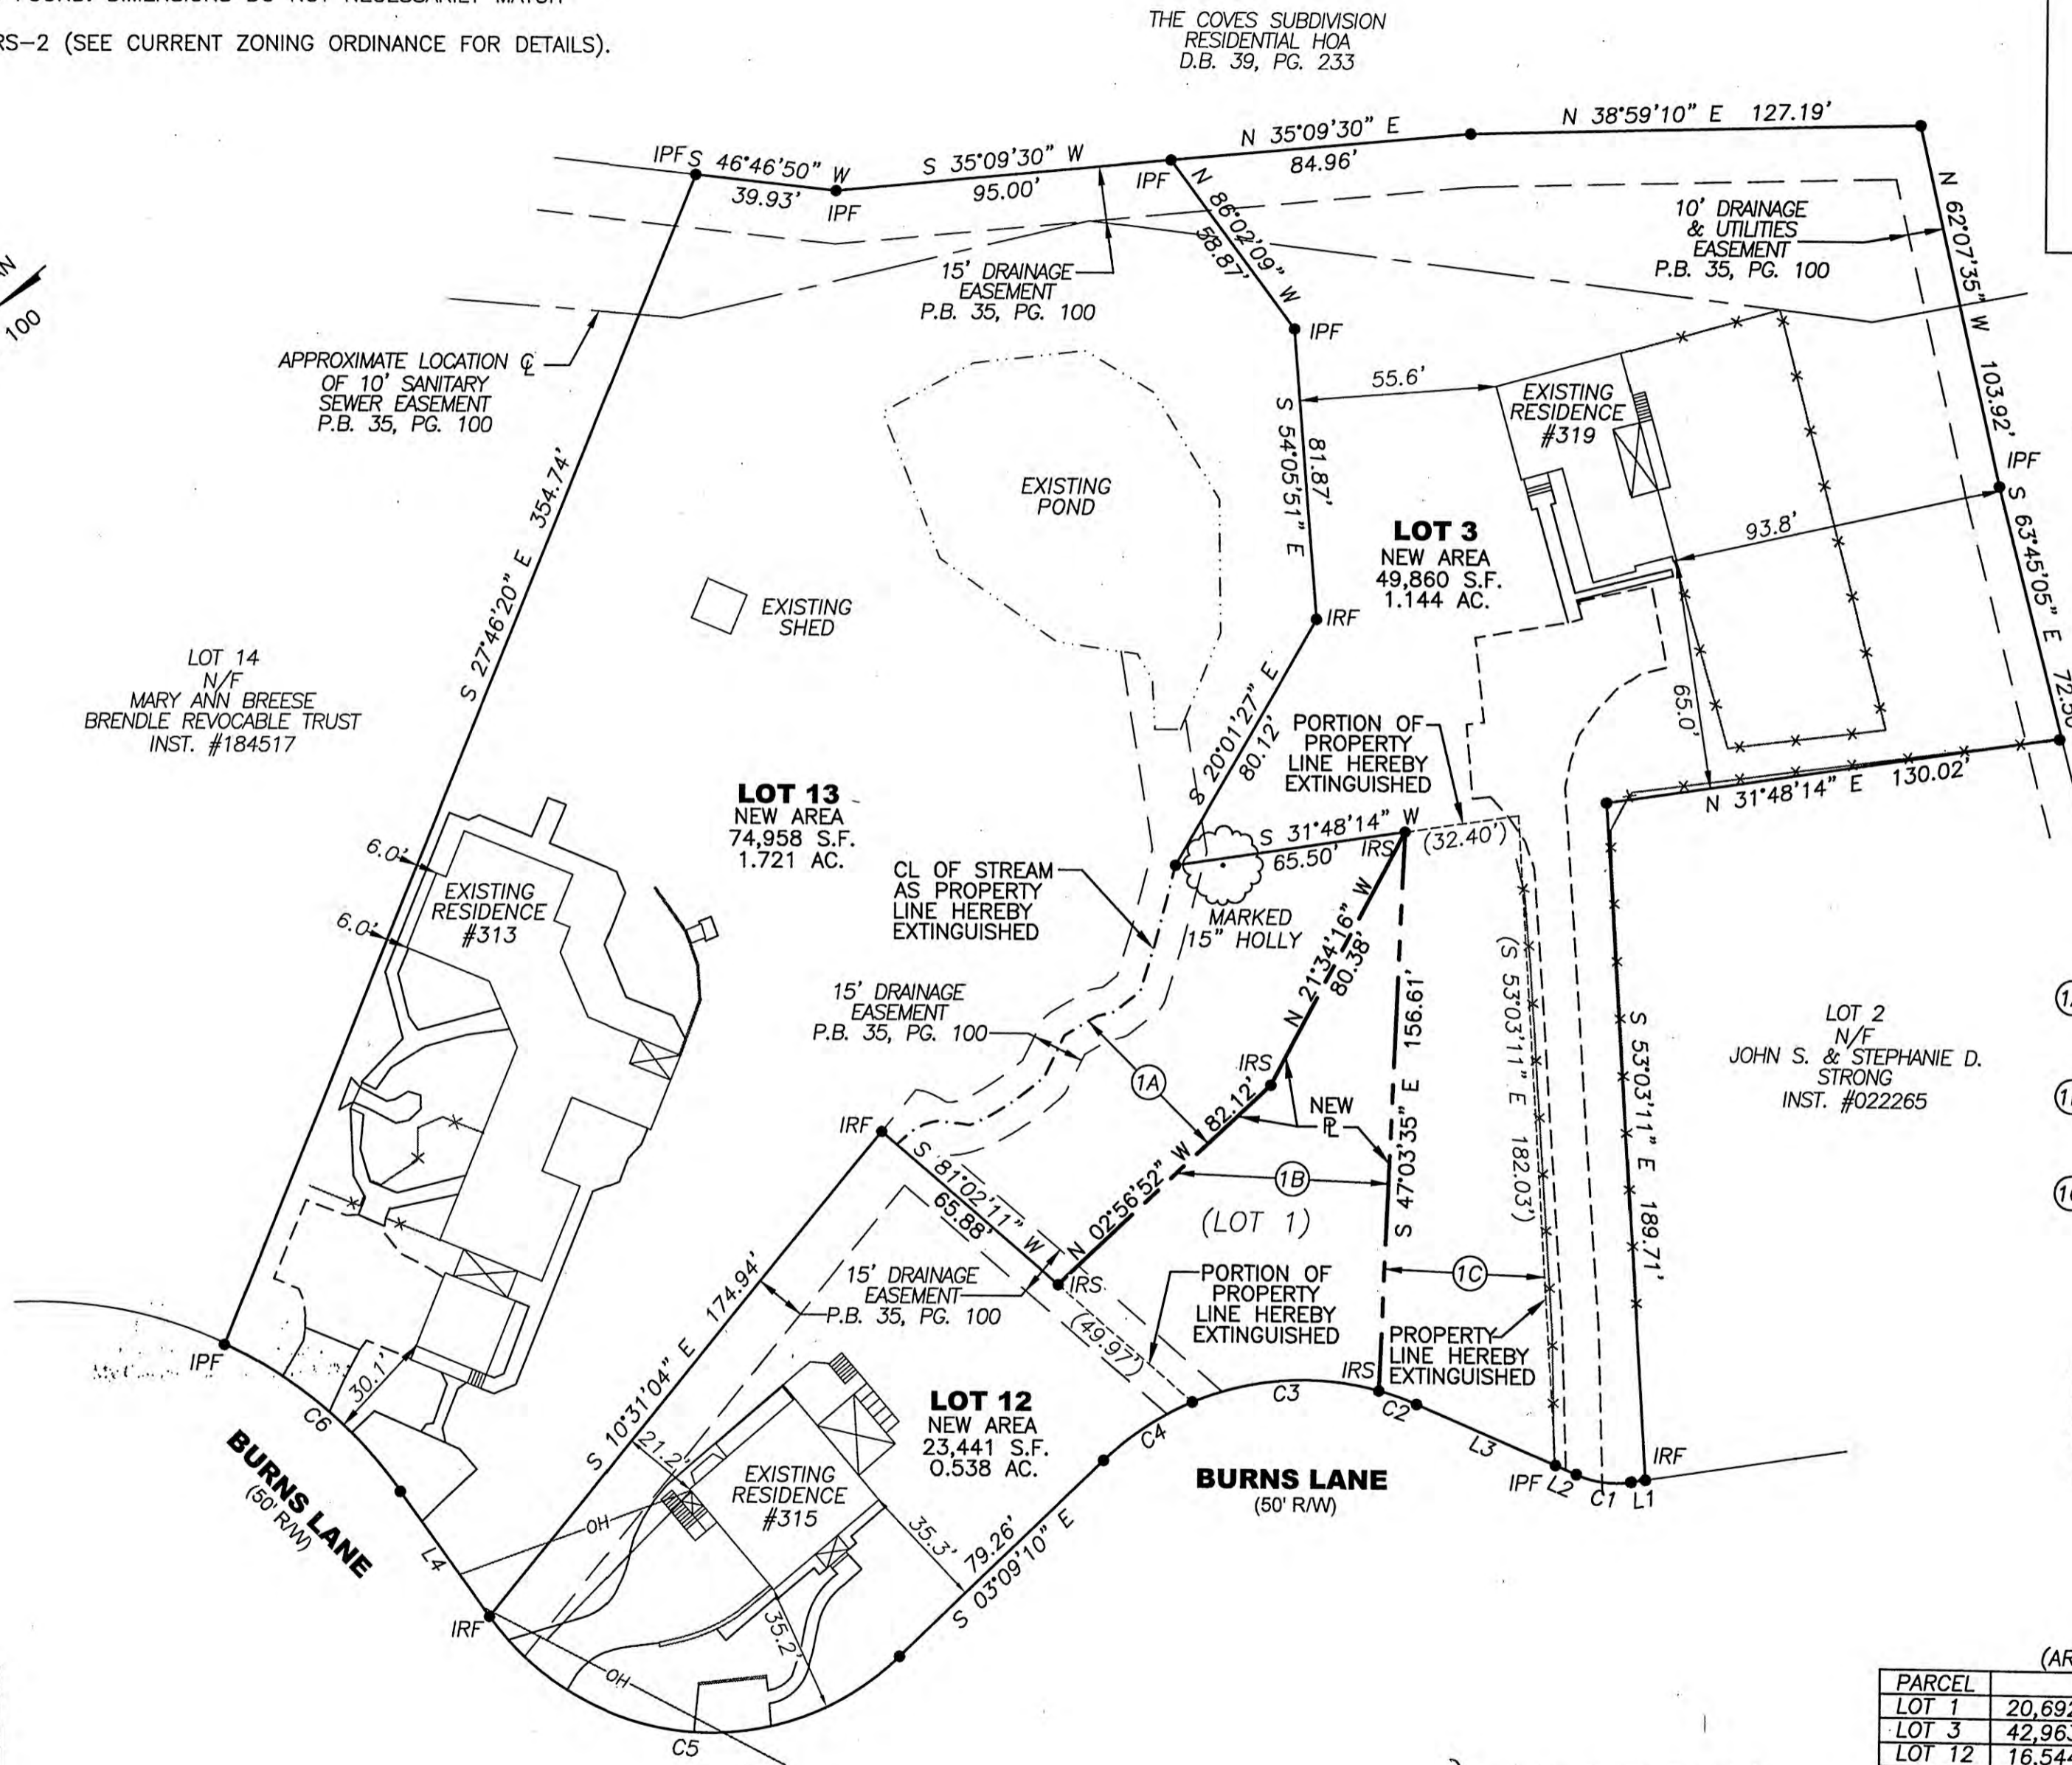 RS-2 (SEE CURRENT ZONING ORDINANCE FOR DETAILS).
THE COVES SUBDIVISION
RESIDENTIAL HOA
D.B. 39, PG. 233
100
IPF
S 46°46'50" W
39.93'
IPF
S 35°09'30" W
95.00'
IPF
N 35°09'30" E
84.96'
N 38°59'10" E 127.19'
N 86°02'09" W
58.87'
IPF
10' DRAINAGE
& UTILITIES
EASEMENT
P.B. 35, PG. 100
N 62°07'35" W 103.92'
IPF
15' DRAINAGE
EASEMENT
P.B. 35, PG. 100
APPROXIMATE LOCATION ℄
OF 10' SANITARY
SEWER EASEMENT
P.B. 35, PG. 100
55.6'
EXISTING
RESIDENCE
#319
S 54°05'51" E
81.87'
EXISTING
POND
S 27°46'20" E 354.74'
LOT 3
NEW AREA
49,860 S.F.
1.144 AC.
93.8'
S 63°45'05" E
EXISTING
SHED
IRF
LOT 14
N/F
MARY ANN BREESE
BRENDLE REVOCABLE TRUST
INST. #184517
S 20°01'27" E
80.12'
PORTION OF
PROPERTY
LINE HEREBY
EXTINGUISHED
65.0'
N 31°48'14" E 130.02'
LOT 13
NEW AREA
74,958 S.F.
1.721 AC.
S 31°48'14" W
65.50'
IRS
(32.40')
6.0'
EXISTING
RESIDENCE
#313
6.0'
CL OF STREAM
AS PROPERTY
LINE HEREBY
EXTINGUISHED
MARKED
15" HOLLY
N 21°34'16" W
80.38'
(S 53°03'11" E 182.03')
15' DRAINAGE
EASEMENT
P.B. 35, PG. 100
S 47°03'35" E 156.61'
S 53°03'11" E 189.71'
LOT 2
N/F
JOHN S. & STEPHANIE D.
STRONG
INST. #022265
1A
IRS
NEW
PL
IRF
S 81°02'11" W
65.88'
N 02°56'52" W 82.12'
1B
(LOT 1)
1C
15' DRAINAGE
EASEMENT
P.B. 35, PG. 100
IRS
(49.97')
PORTION OF
PROPERTY
LINE HEREBY
EXTINGUISHED
PROPERTY
LINE HEREBY
EXTINGUISHED
S 10°31'04" E 174.94'
IPF
30.1'
C6
BURNS LANE
(50' R/W)
L4
IRF
LOT 12
NEW AREA
23,441 S.F.
0.538 AC.
C4
C3
IRS
C2
L3
IPF
L2
C1
L1
IRF
BURNS LANE
(50' R/W)
21.2'
EXISTING
RESIDENCE
#315
35.3'
79.26'
S 03°09'10" E
35.2'
OH
OH
C5
PARCEL
LOT 1 20,692
LOT 3 42,963
LOT 12 16,544